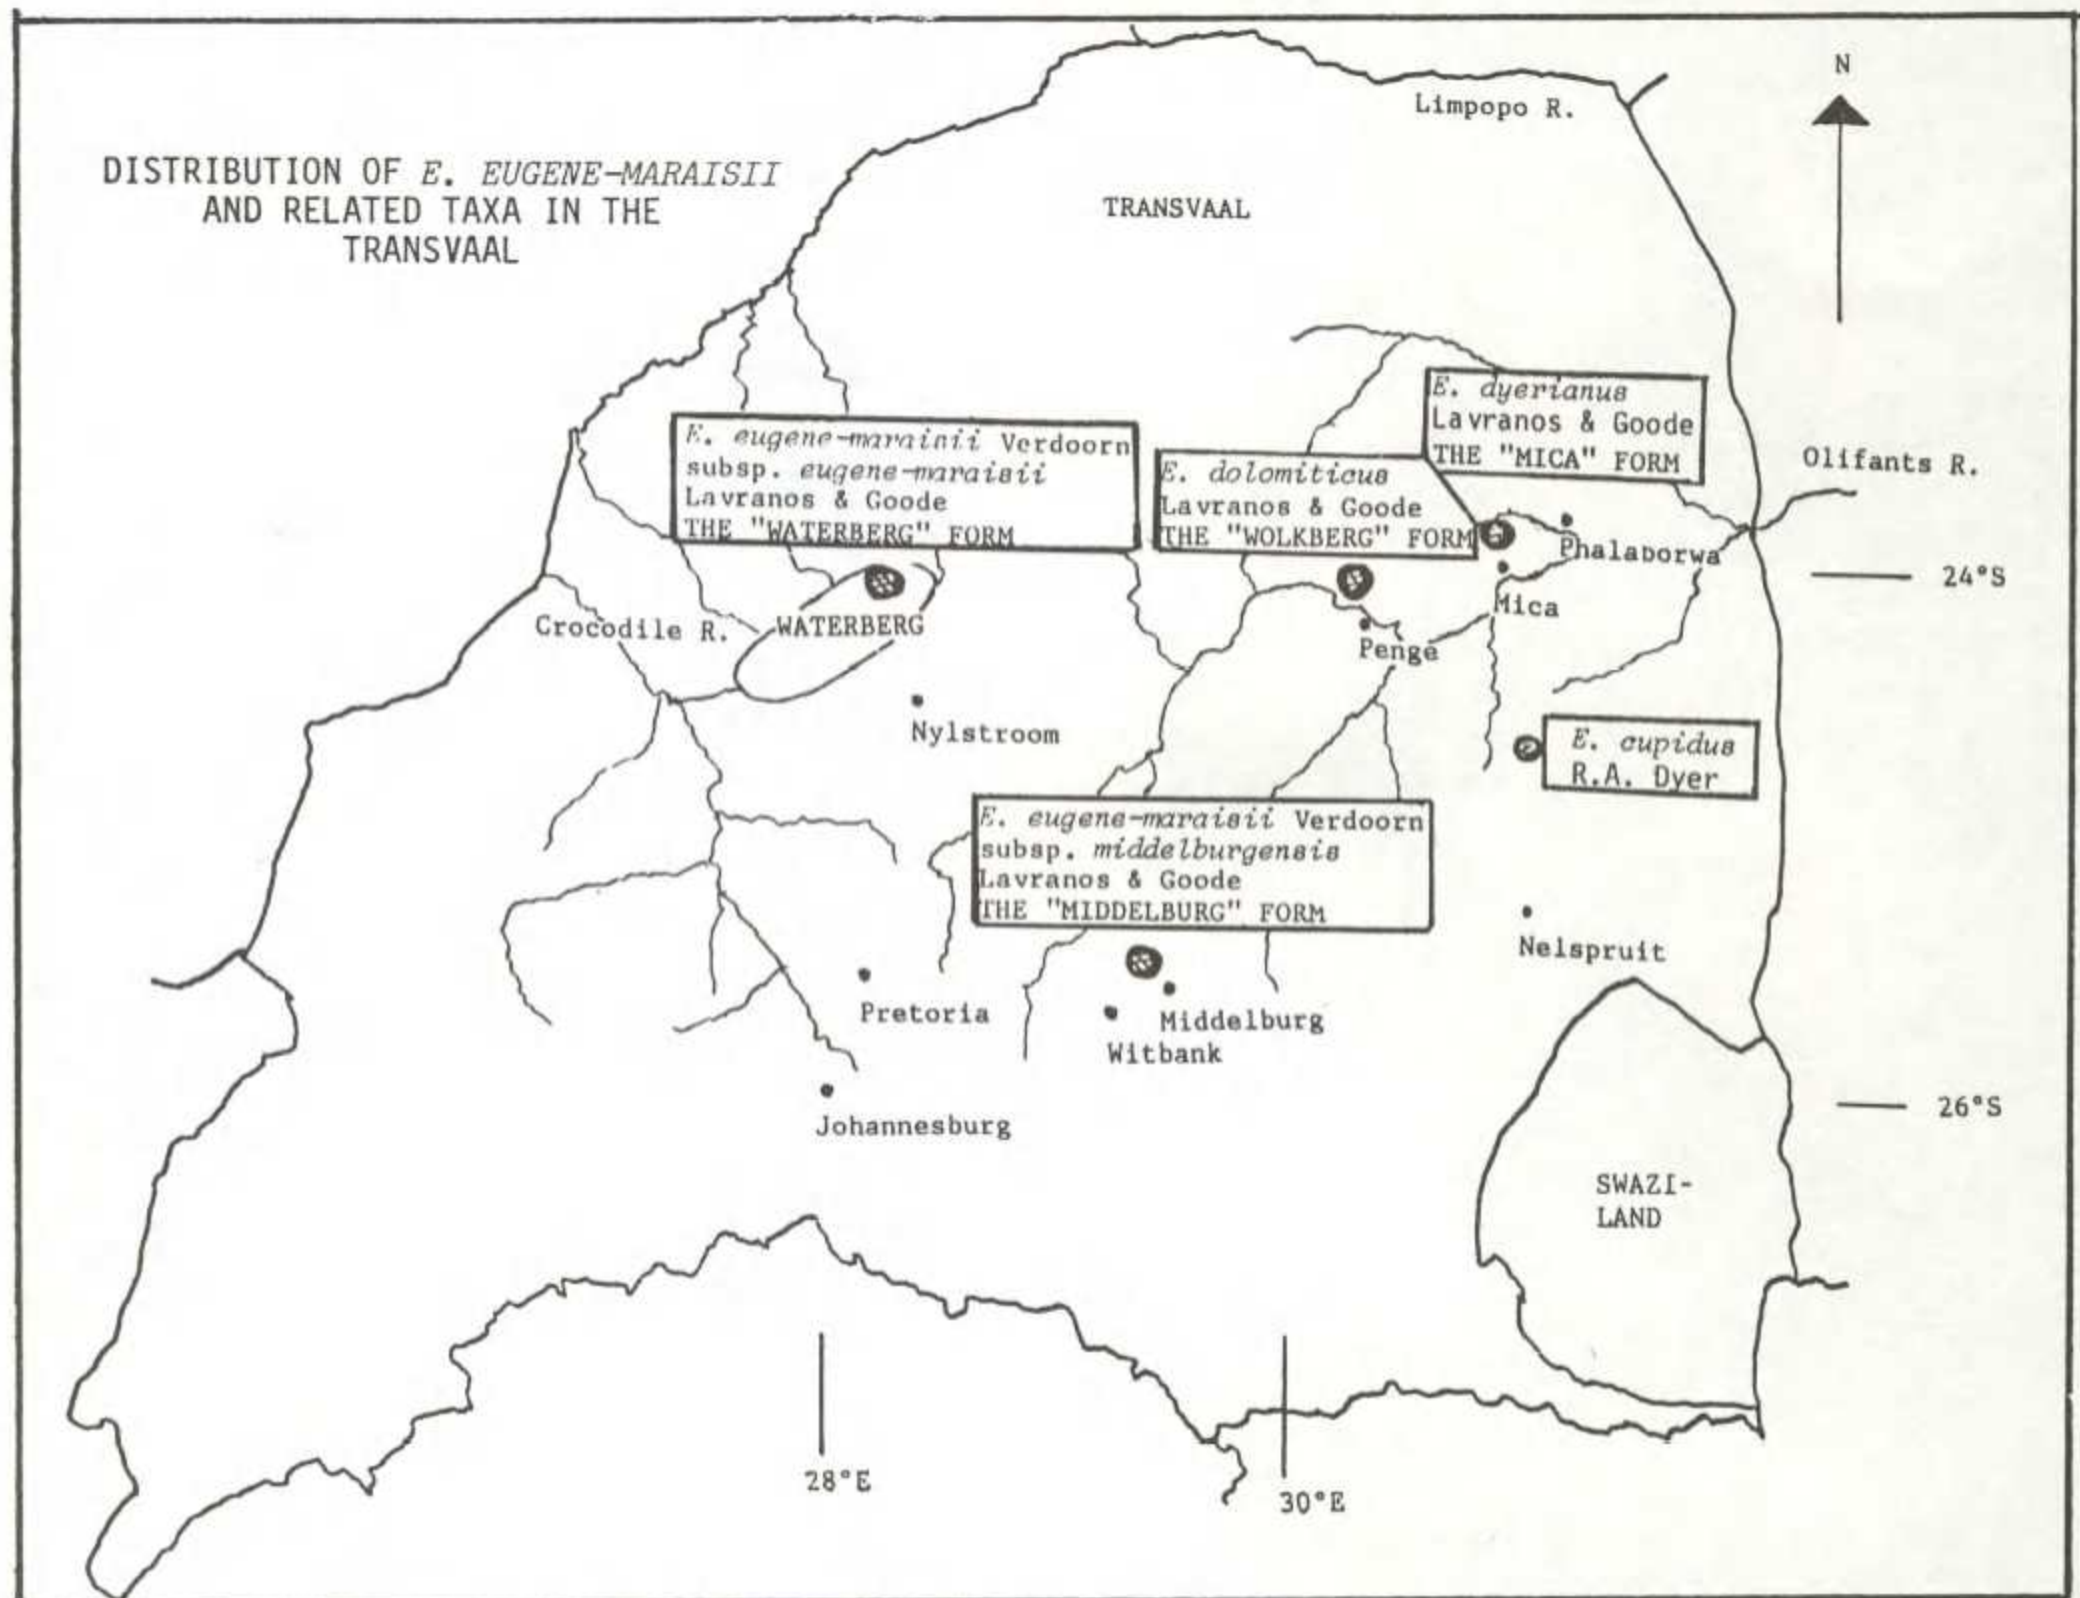 DISTRIBUTION OF E. EUGENE-MARAISII
AND RELATED TAXA IN THE
TRANSVAAL
TRANSVAAL
Limpopo R.
N
E. dyerianus
Lavranos & Goode
THE "MICA" FORM
Olifants R.
E. eugene-maraisii Verdoorn
subsp. eugene-maraisii
Lavranos & Goode
THE "WATERBERG" FORM
E. dolomiticus
Lavranos & Goode
THE "WOLKBERG" FORM
Phalaborwa
24°S
Mica
Crocodile R.
WATERBERG
Penge
Nylstroom
E. cupidus
R.A. Dyer
E. eugene-maraisii Verdoorn
subsp. middelburgensis
Lavranos & Goode
THE "MIDDELBURG" FORM
Nelspruit
Pretoria
Middelburg
Witbank
Johannesburg
26°S
SWAZI-
LAND
28°E
30°E